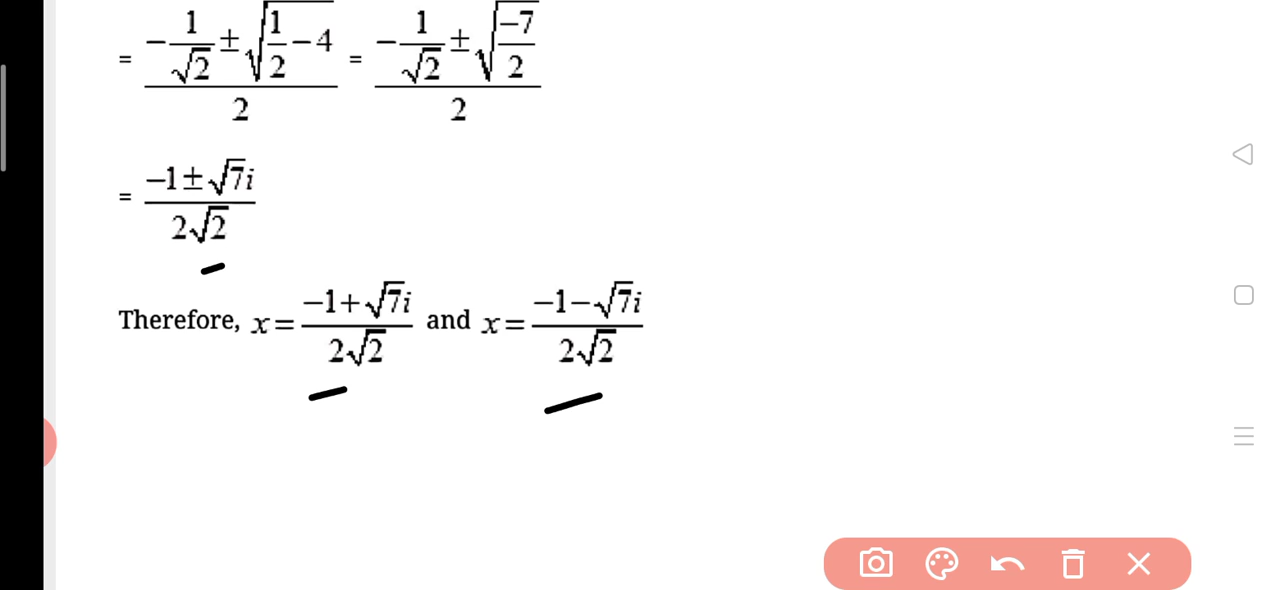 = (-1/√2 ± √(1/2 - 4))/2 = (-1/√2 ± √(-7/2))/2
= (-1 ± √7i)/(2√2)
Therefore, x = (-1+√7i)/(2√2) and x = (-1-√7i)/(2√2)